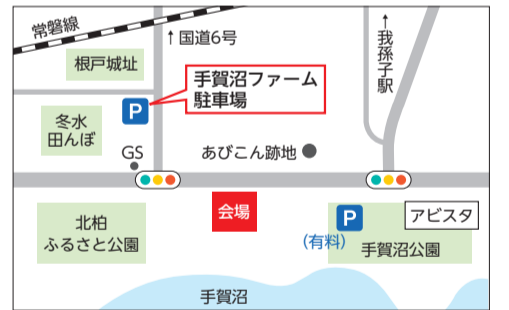 常磐線
↑国道6号
↑我孫子駅
根戸城址
手賀沼ファーム
駐車場
P
冬水
田んぼ
GS
あびこん跡地
会場
北柏
ふるさと公園
P
(有料)
アビスタ
手賀沼公園
手賀沼